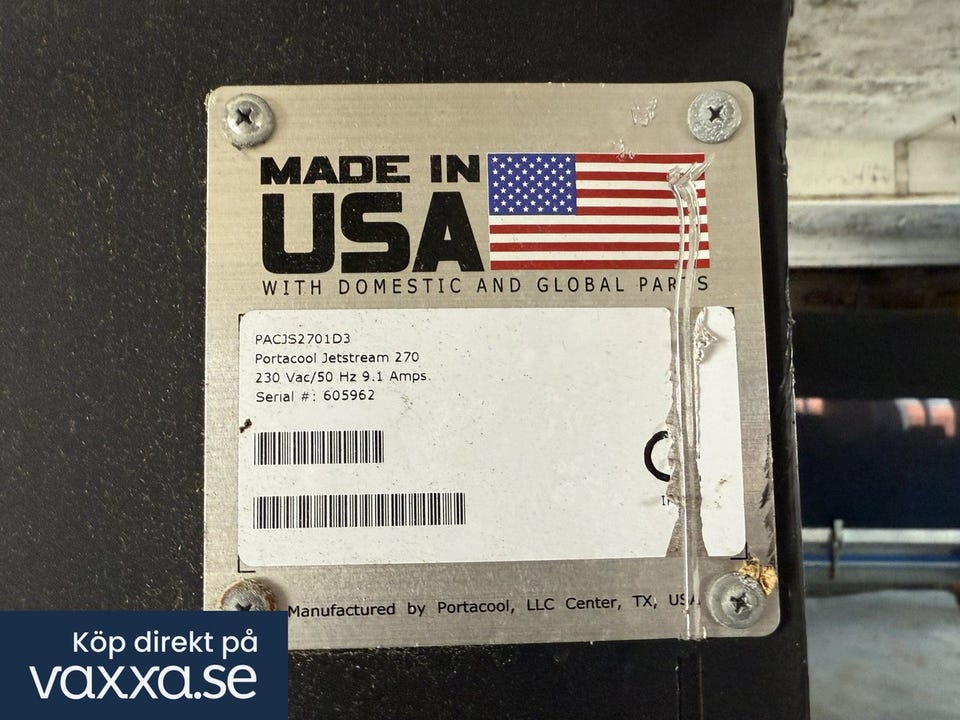 MADE IN
USA
WITH DOMESTIC AND GLOBAL PARTS
PACJS2701D3
Portacool Jetstream 270
230 Vac/50 Hz 9.1 Amps.
Serial #: 605962
Manufactured by Portacool, LLC Center, TX, USA
Köp direkt på
vaxxa.se